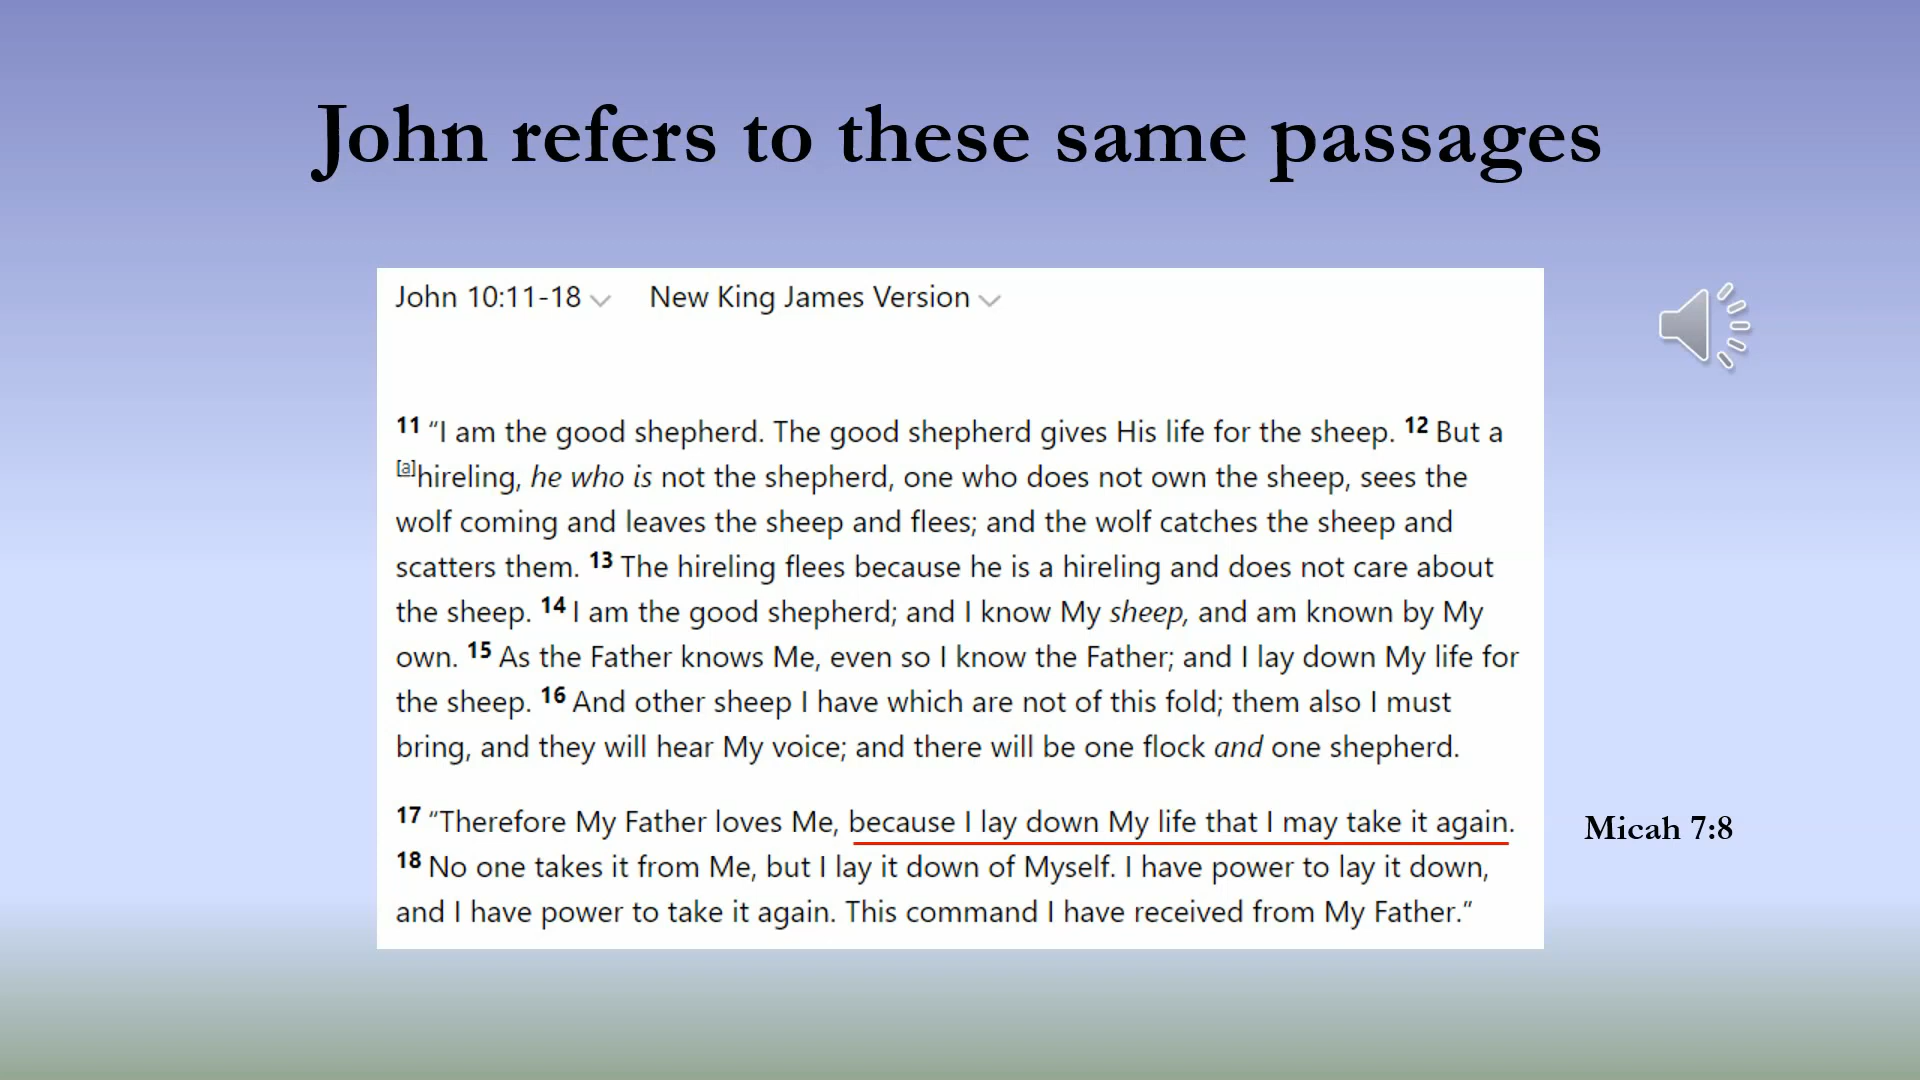 John refers to these same passages
John 10:11-18 New King James Version
11 “I am the good shepherd. The good shepherd gives His life for the sheep. 12 But a
[a]hireling, he who is not the shepherd, one who does not own the sheep, sees the
wolf coming and leaves the sheep and flees; and the wolf catches the sheep and
scatters them. 13 The hireling flees because he is a hireling and does not care about
the sheep. 14 I am the good shepherd; and I know My sheep, and am known by My
own. 15 As the Father knows Me, even so I know the Father; and I lay down My life for
the sheep. 16 And other sheep I have which are not of this fold; them also I must
bring, and they will hear My voice; and there will be one flock and one shepherd.
17 “Therefore My Father loves Me, because I lay down My life that I may take it again.
Micah 7:8
18 No one takes it from Me, but I lay it down of Myself. I have power to lay it down,
and I have power to take it again. This command I have received from My Father.”